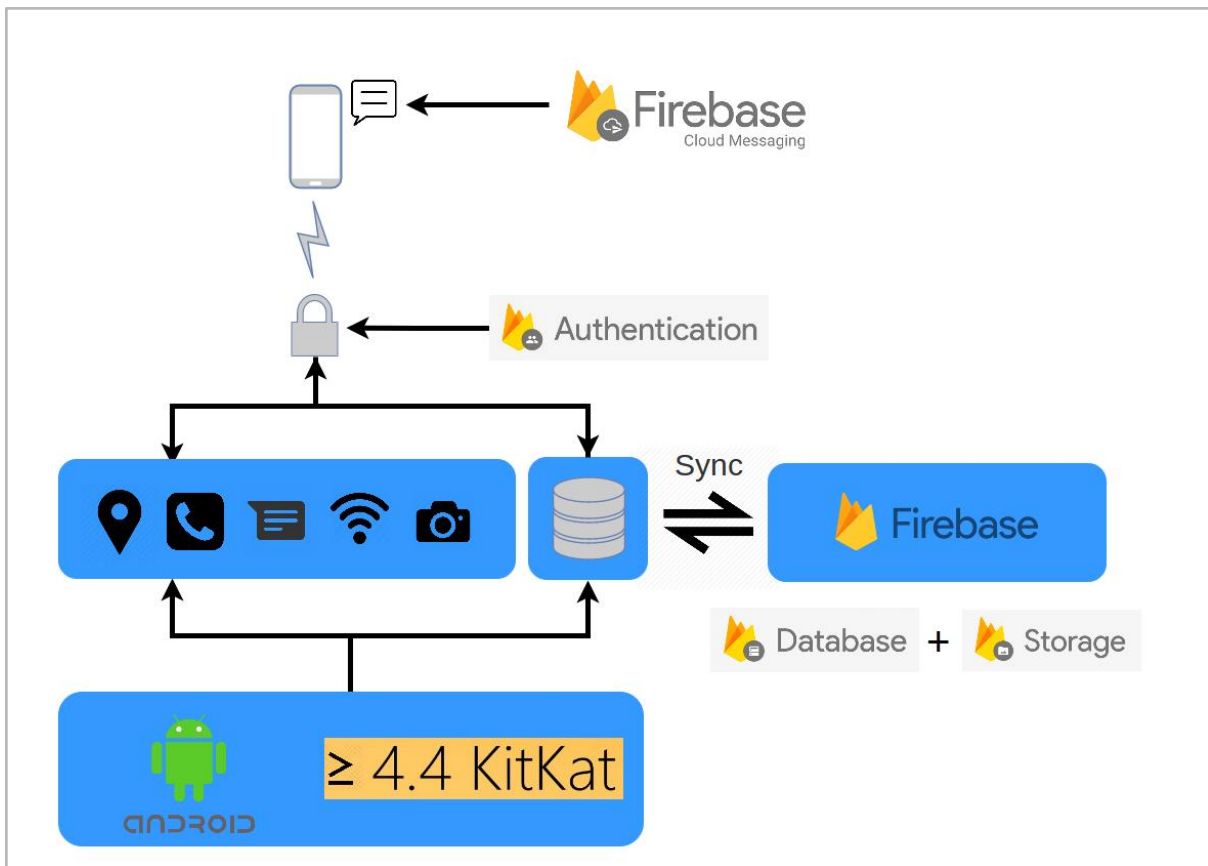 Firebase
Cloud Messaging
Authentication
Sync
Firebase
Database + Storage
≥ 4.4 KitKat
ANDROID